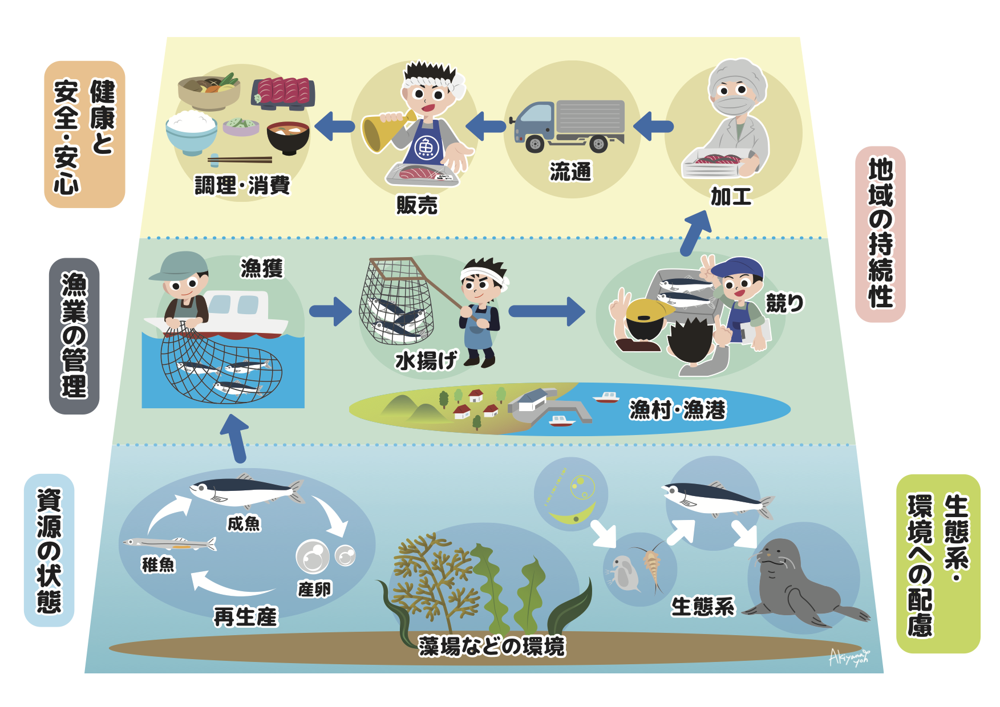 健康と
安全・安心
調理・消費
魚
販売
流通
加工
地域の持続性
漁業の管理
漁獲
水揚げ
競り
漁村・漁港
資源の状態
成魚
稚魚
産卵
再生産
藻場などの環境
生態系
生態系・
環境への配慮
Akiyama yoh